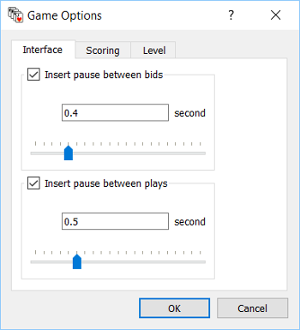 Game Options
? ×
Interface Scoring Level
Insert pause between bids
0.4 second
Insert pause between plays
0.5 second
OK Cancel